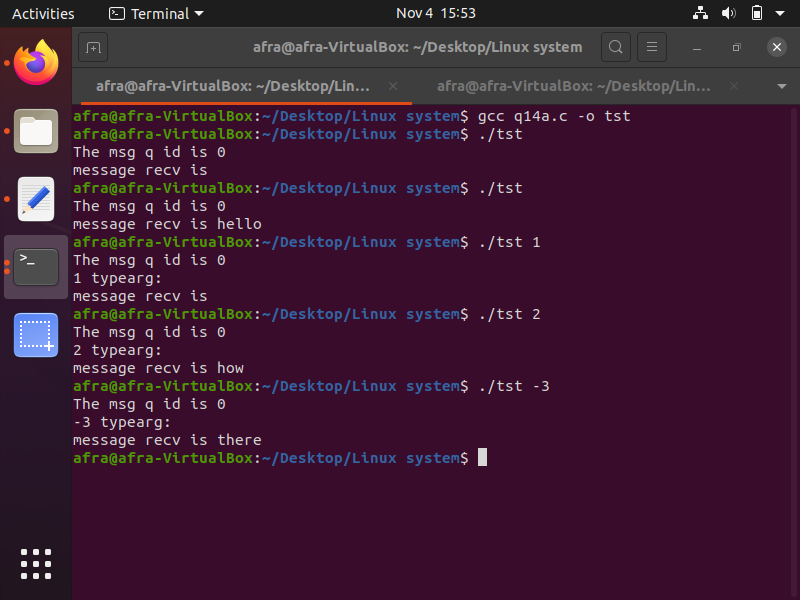 Activities Terminal Nov 4 15:53
afra@afra-VirtualBox: ~/Desktop/Linux system
afra@afra-VirtualBox: ~/Desktop/Lin... × afra@afra-VirtualBox: ~/Desktop/Lin... ×
afra@afra-VirtualBox:~/Desktop/Linux system$ gcc q14a.c -o tst
afra@afra-VirtualBox:~/Desktop/Linux system$ ./tst
The msg q id is 0
message recv is
afra@afra-VirtualBox:~/Desktop/Linux system$ ./tst
The msg q id is 0
message recv is hello
afra@afra-VirtualBox:~/Desktop/Linux system$ ./tst 1
The msg q id is 0
1 typearg:
message recv is
afra@afra-VirtualBox:~/Desktop/Linux system$ ./tst 2
The msg q id is 0
2 typearg:
message recv is how
afra@afra-VirtualBox:~/Desktop/Linux system$ ./tst -3
The msg q id is 0
-3 typearg:
message recv is there
afra@afra-VirtualBox:~/Desktop/Linux system$